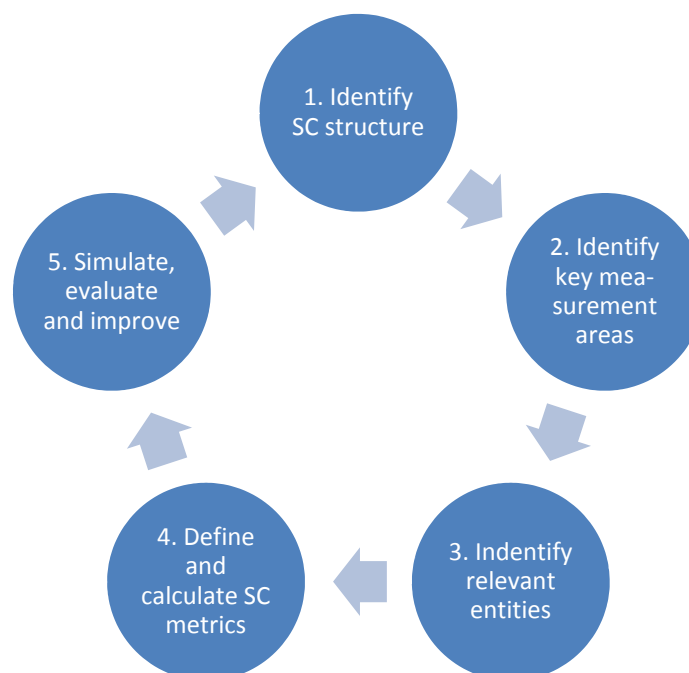 1. Identify
SC structure
2. Identify
key mea-
surement
areas
3. Indentify
relevant
entities
4. Define
and
calculate SC
metrics
5. Simulate,
evaluate
and improve